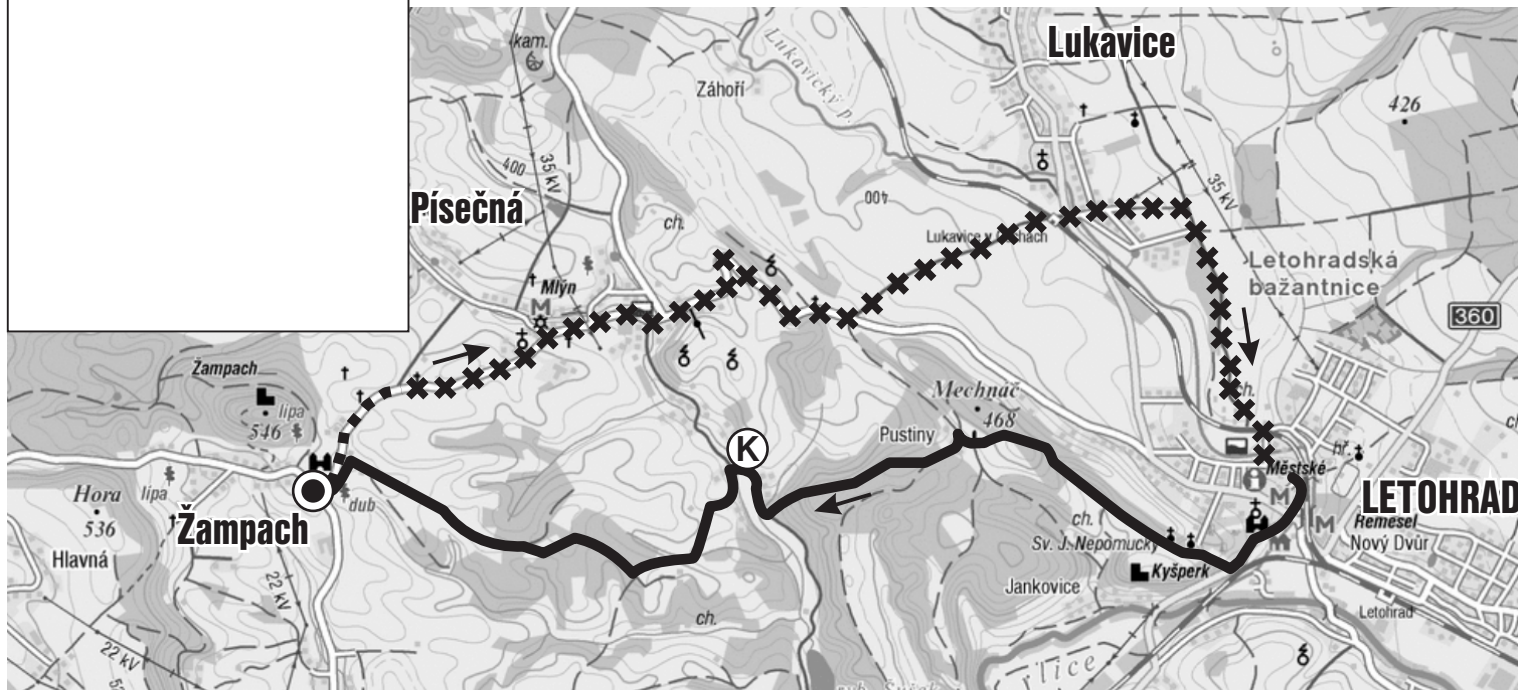 Lukavice
kam.
Lukavický p.
Záhoří
426
400
35 kV
35 kV
Písečná
ch.
400
Lukavice v Čechách
Letohradská
bažantnice
Mlýn
M
360
Žampach
lípa
546
Mechnáč
468
Pustiny
ch.
K
hř.
Městské
M
LETOHRAD
Hora
536
lípa
dub
Žampach
ch.
Sv. J. Nepomucký
M
Řemesel
Nový Dvůr
Hlavná
Kyšperk
Jankovice
22 kV
22 kV
ch.
Letohrad